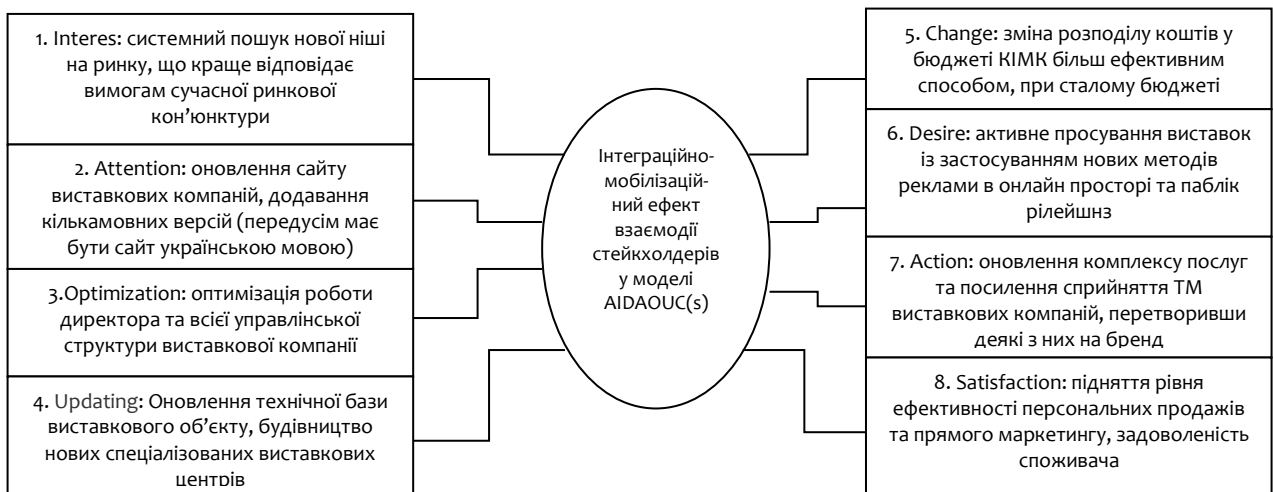 1. Interes: системний пошук нової ніші
на ринку, що краще відповідає
вимогам сучасної ринкової
кон’юнктури
2. Attention: оновлення сайту
виставкових компаній, додавання
кількамовних версій (передусім має
бути сайт українською мовою)
3.Optimization: оптимізація роботи
директора та всієї управлінської
структури виставкової компанії
4. Updating: Оновлення технічної бази
виставкового об’єкту, будівництво
нових спеціалізованих виставкових
центрів
Інтеграційно-
мобілізацій-
ний ефект
взаємодії
стейкхолдерів
у моделі
AIDAOUC(s)
5. Change: зміна розподілу коштів у
бюджеті КІМК більш ефективним
способом, при сталому бюджеті
6. Desire: активне просування виставок
із застосуванням нових методів
реклами в онлайн просторі та паблік
рілейшнз
7. Action: оновлення комплексу послуг
та посилення сприйняття ТМ
виставкових компаній, перетворивши
деякі з них на бренд
8. Satisfaction: підняття рівня
ефективності персональних продажів
та прямого маркетингу, задоволеність
споживача